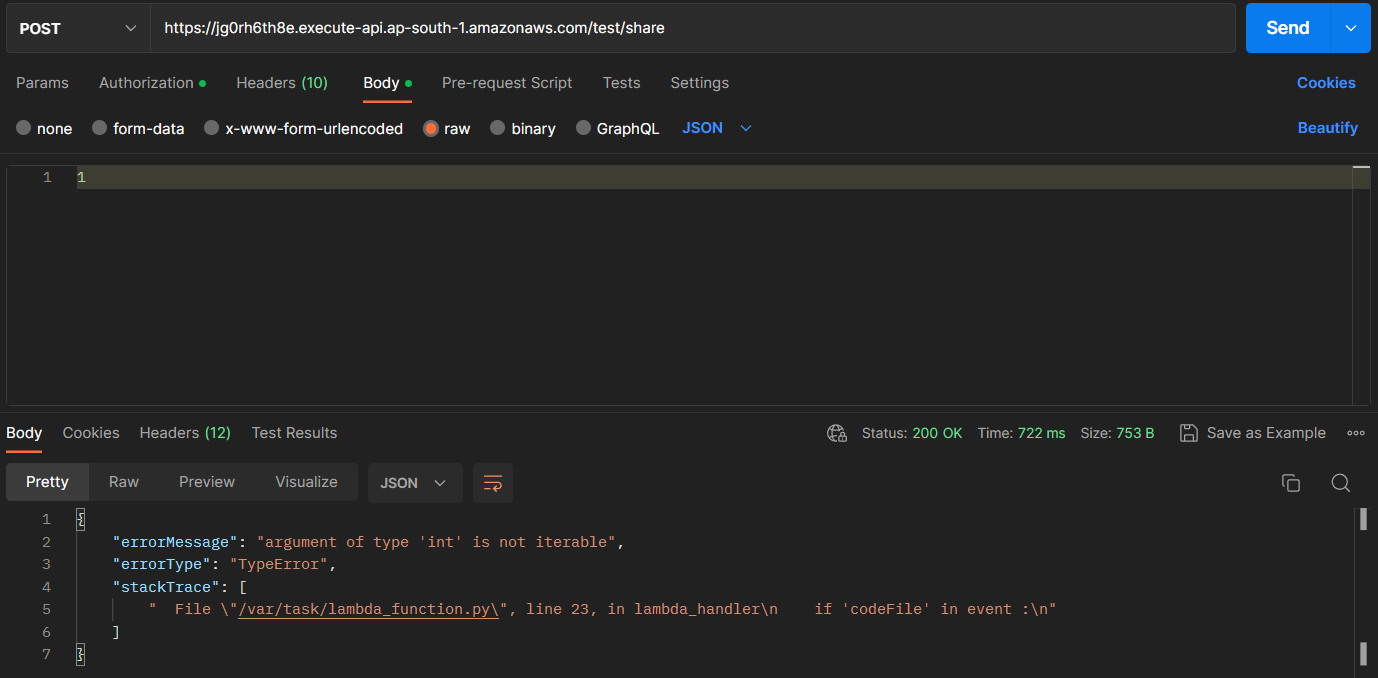 POST https://jg0rh6th8e.execute-api.ap-south-1.amazonaws.com/test/share Send
Params Authorization Headers (10) Body Pre-request Script Tests Settings Cookies
none form-data x-www-form-urlencoded raw binary GraphQL JSON Beautify
1 1
Body Cookies Headers (12) Test Results Status: 200 OK Time: 722 ms Size: 753 B Save as Example
Pretty Raw Preview Visualize JSON
1 {
2 "errorMessage": "argument of type 'int' is not iterable",
3 "errorType": "TypeError",
4 "stackTrace": [
5 "  File \"/var/task/lambda_function.py\", line 23, in lambda_handler\n    if 'codeFile' in event :\n"
6 ]
7 }